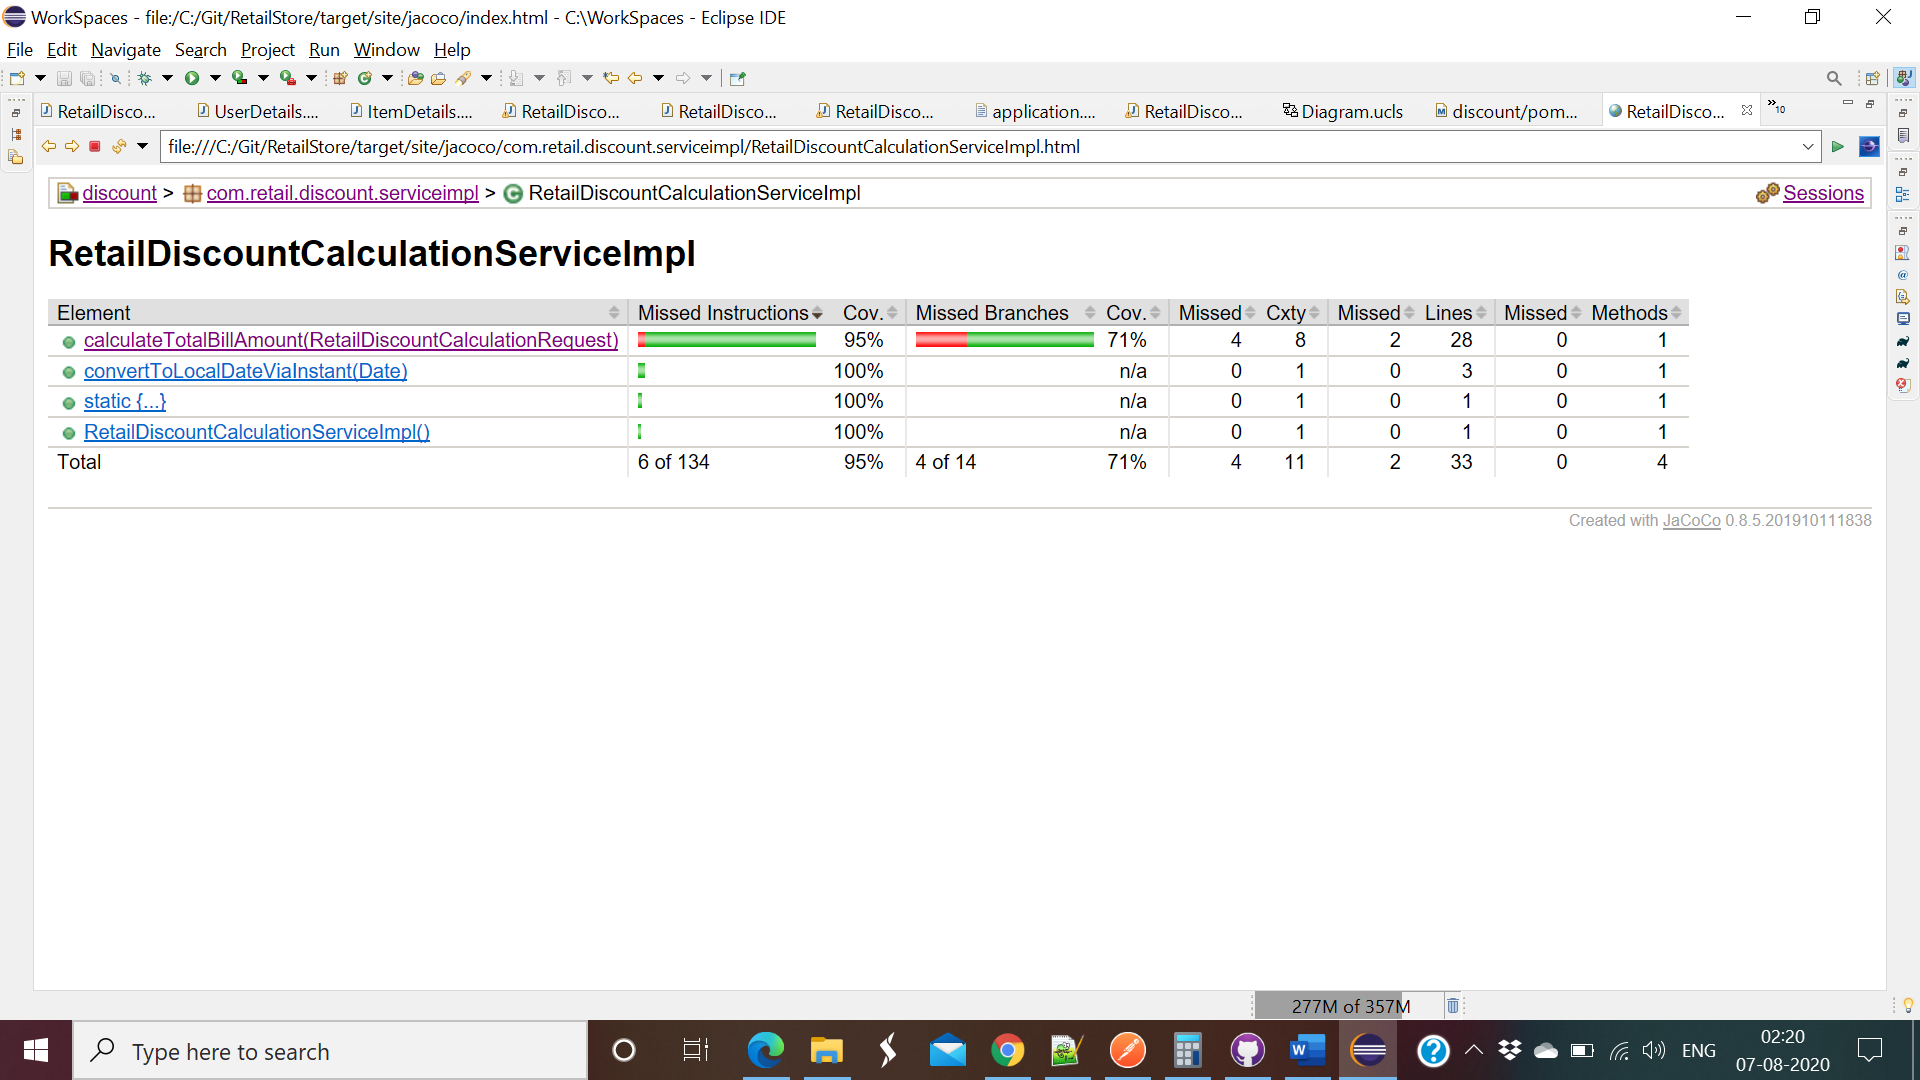 WorkSpaces - file:/C:/Git/RetailStore/target/site/jacoco/index.html - C:\WorkSpaces - Eclipse IDE
File Edit Navigate Search Project Run Window Help
RetailDisco... UserDetails.... ItemDetails.... RetailDisco... RetailDisco... RetailDisco... application.... RetailDisco... Diagram.ucls discount/pom... RetailDisco... »10
file:///C:/Git/RetailStore/target/site/jacoco/com.retail.discount.serviceimpl/RetailDiscountCalculationServiceImpl.html
discount > com.retail.discount.serviceimpl > RetailDiscountCalculationServiceImpl Sessions
RetailDiscountCalculationServiceImpl
Element Missed Instructions Cov. Missed Branches Cov. Missed Cxty Missed Lines Missed Methods
calculateTotalBillAmount(RetailDiscountCalculationRequest) 95% 71% 4 8 2 28 0 1
convertToLocalDateViaInstant(Date) 100% n/a 0 1 0 3 0 1
static {...} 100% n/a 0 1 0 1 0 1
RetailDiscountCalculationServiceImpl() 100% n/a 0 1 0 1 0 1
Total 6 of 134 95% 4 of 14 71% 4 11 2 33 0 4
Created with JaCoCo 0.8.5.201910111838
277M of 357M
Type here to search
ENG
02:20
07-08-2020